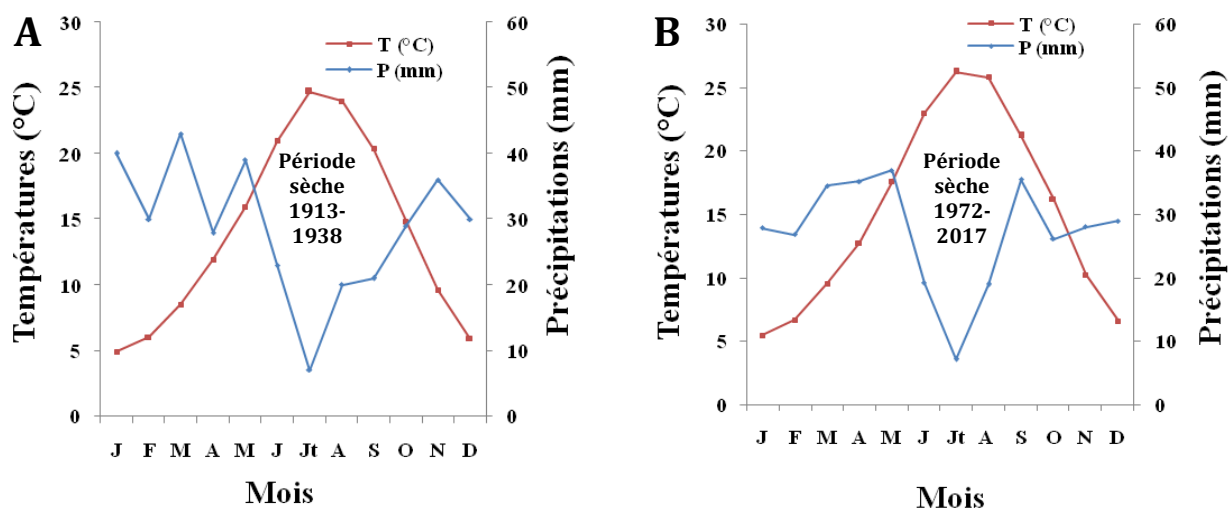 A
T (°C)
P (mm)
30
25
20
15
10
5
0
60
50
40
30
20
10
0
Températures (°C)
Précipitations (mm)
Période
sèche
1913-
1938
J F M A M J Jt A S O N D
Mois
B
T (°C)
P (mm)
30
25
20
15
10
5
0
60
50
40
30
20
10
0
Températures (°C)
Précipitations (mm)
Période
sèche
1972-
2017
J F M A M J Jt A S O N D
Mois